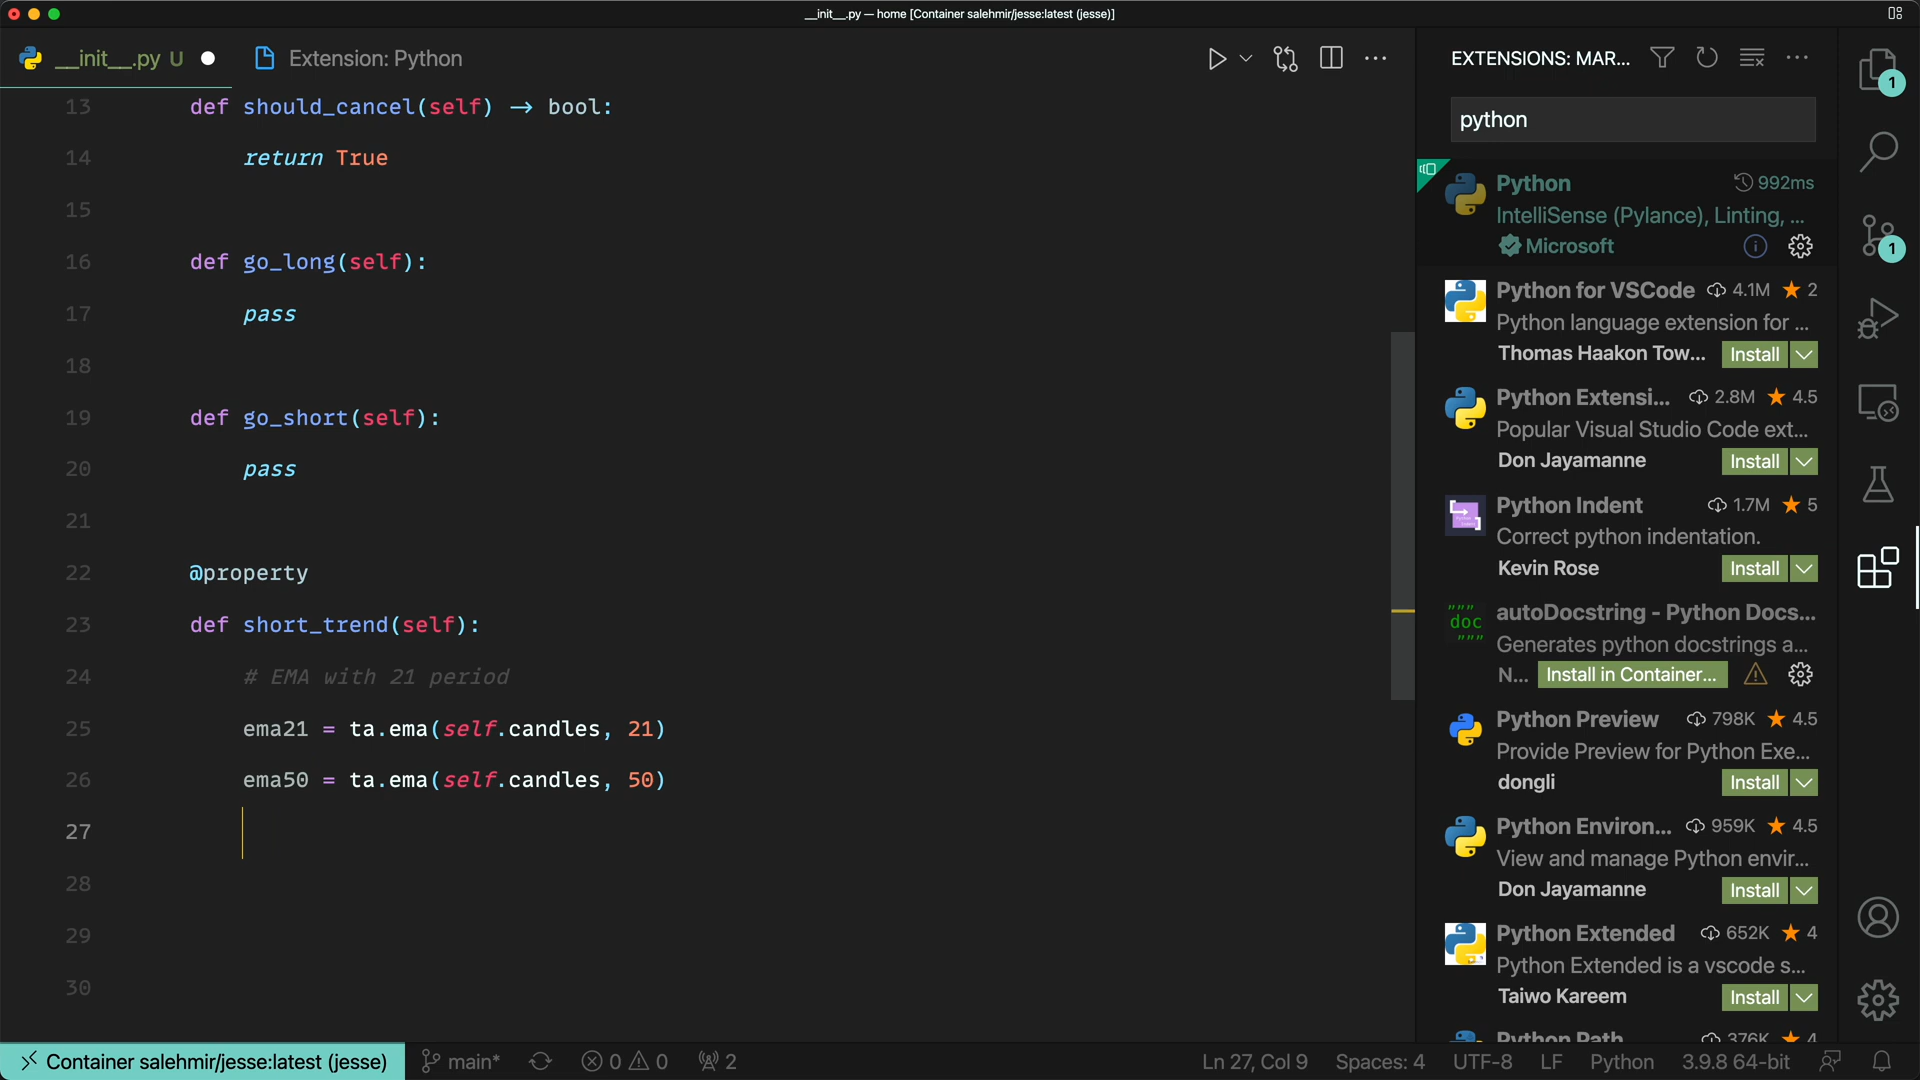 __init__.py — home [Container salehmir/jesse:latest (jesse)]
__init__.py U
Extension: Python
13 def should_cancel(self) → bool:
14 return True
15
16 def go_long(self):
17 pass
18
19 def go_short(self):
20 pass
21
22 @property
23 def short_trend(self):
24 # EMA with 21 period
25 ema21 = ta.ema(self.candles, 21)
26 ema50 = ta.ema(self.candles, 50)
27
28
29
30
EXTENSIONS: MAR...
python
Python 992ms
IntelliSense (Pylance), Linting, ...
Microsoft
Python for VSCode 4.1M 2
Python language extension for ...
Thomas Haakon Tow... Install
Python Extensi... 2.8M 4.5
Popular Visual Studio Code ext...
Don Jayamanne Install
Python Indent 1.7M 5
Correct python indentation.
Kevin Rose Install
""" doc """
autoDocstring - Python Docs...
Generates python docstrings a...
N... Install in Container...
Python Preview 798K 4.5
Provide Preview for Python Exe...
dongli Install
Python Environ... 959K 4.5
View and manage Python envir...
Don Jayamanne Install
Python Extended 652K 4
Python Extended is a vscode s...
Taiwo Kareem Install
Python Path 376K 4
1
1
Container salehmir/jesse:latest (jesse) main* 0 0 2 Ln 27, Col 9 Spaces: 4 UTF-8 LF Python 3.9.8 64-bit